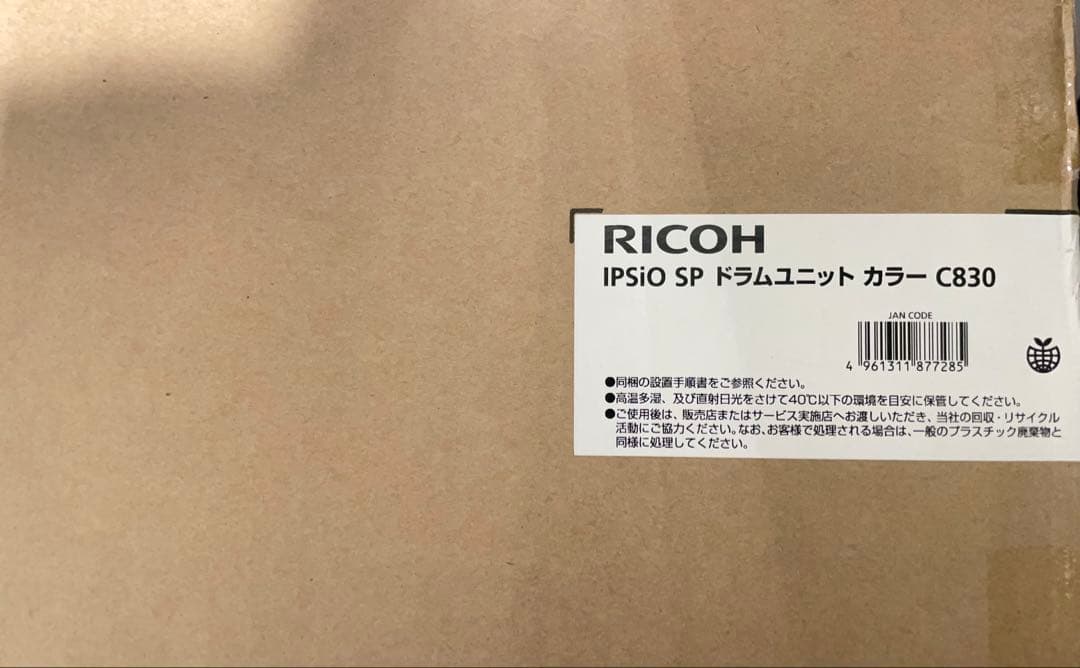 RICOH
IPSiO SP ドラムユニット カラー C830
JAN CODE
4 961311 877285
●同梱の設置手順書をご参照ください。
●高温多湿、及び直射日光をさけて40℃以下の環境を目安に保管してください。
●ご使用後は、販売店またはサービス実施店へお渡しいただき、当社の回収・リサイクル
活動にご協力ください。なお、お客様で処理される場合は、一般のプラスチック廃棄物と
同様に処理してください。